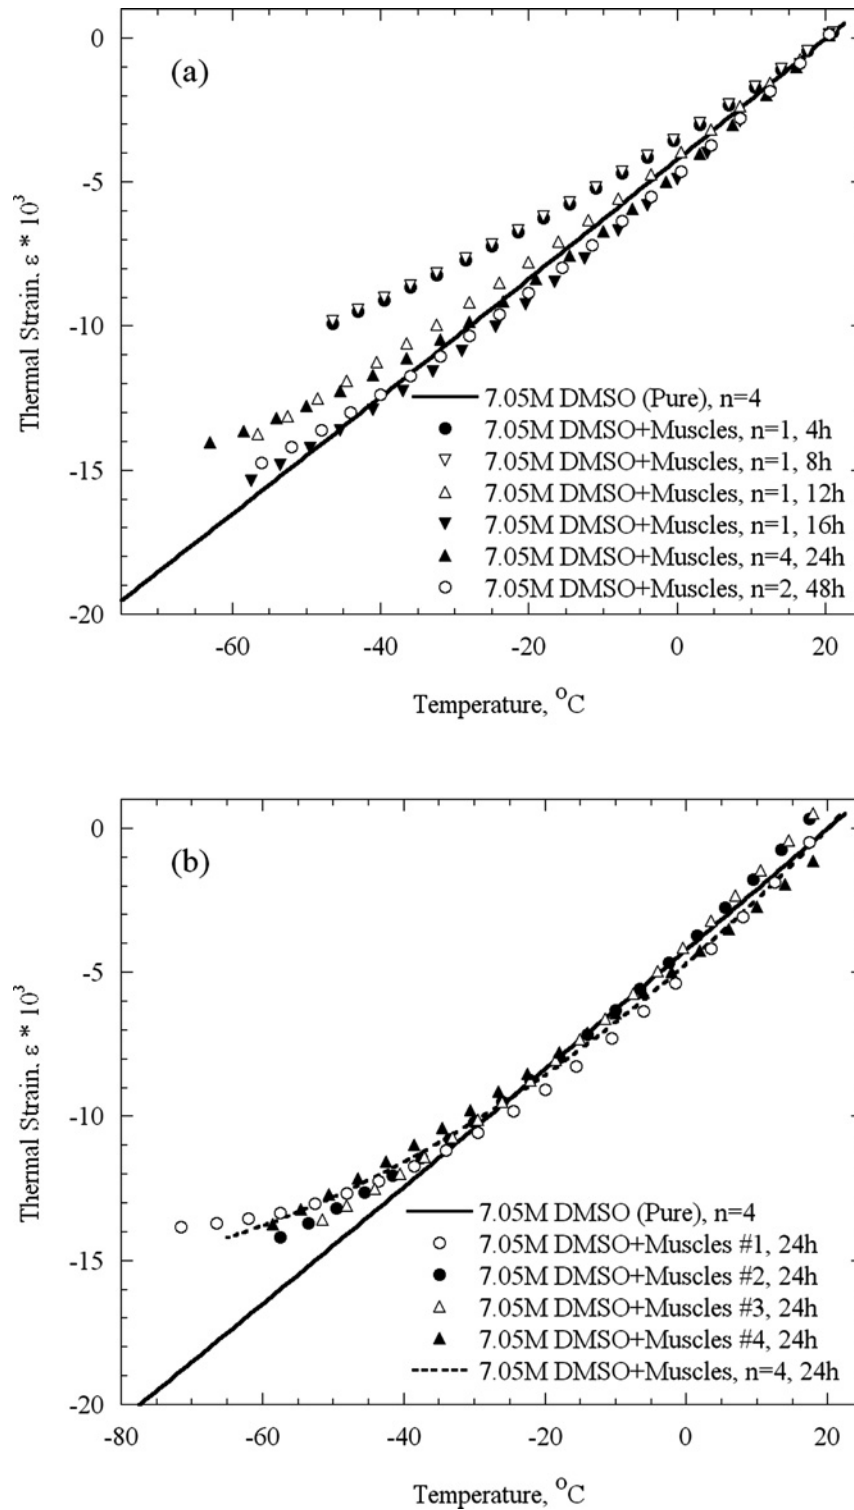 (a)
0
-5
-10
-15
-20
Thermal Strain, ε * 10³
7.05M DMSO (Pure), n=4
7.05M DMSO+Muscles, n=1, 4h
7.05M DMSO+Muscles, n=1, 8h
7.05M DMSO+Muscles, n=1, 12h
7.05M DMSO+Muscles, n=1, 16h
7.05M DMSO+Muscles, n=4, 24h
7.05M DMSO+Muscles, n=2, 48h
-60 -40 -20 0 20
Temperature, °C
(b)
0
-5
-10
-15
-20
Thermal Strain, ε * 10³
7.05M DMSO (Pure), n=4
7.05M DMSO+Muscles #1, 24h
7.05M DMSO+Muscles #2, 24h
7.05M DMSO+Muscles #3, 24h
7.05M DMSO+Muscles #4, 24h
7.05M DMSO+Muscles, n=4, 24h
-80 -60 -40 -20 0 20
Temperature, °C